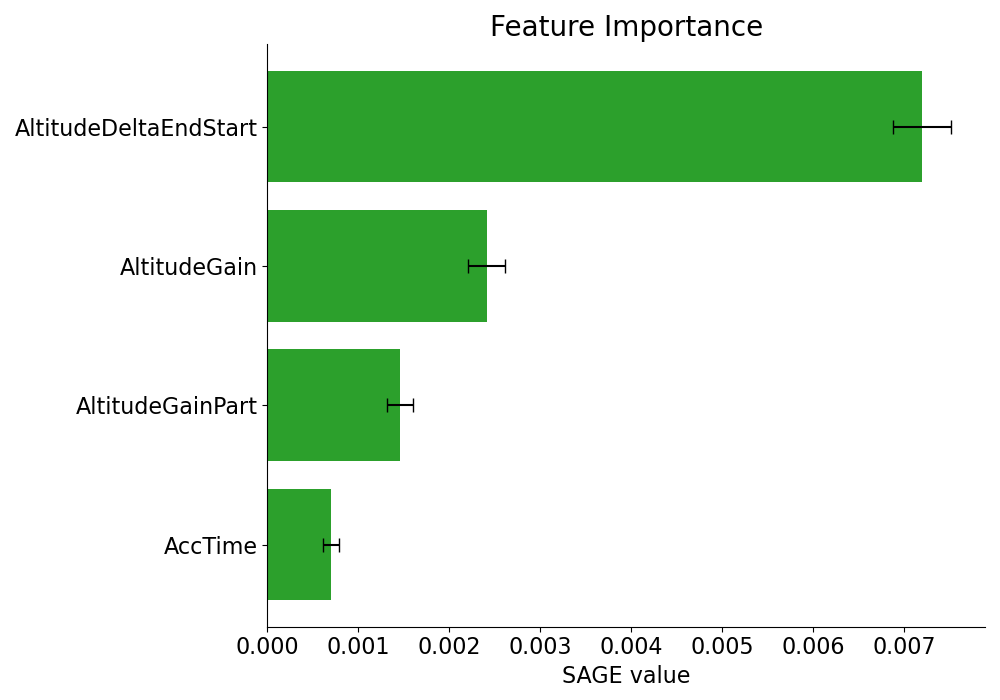 Feature Importance
AltitudeDeltaEndStart
AltitudeGain
AltitudeGainPart
AccTime
0.000 0.001 0.002 0.003 0.004 0.005 0.006 0.007
SAGE value